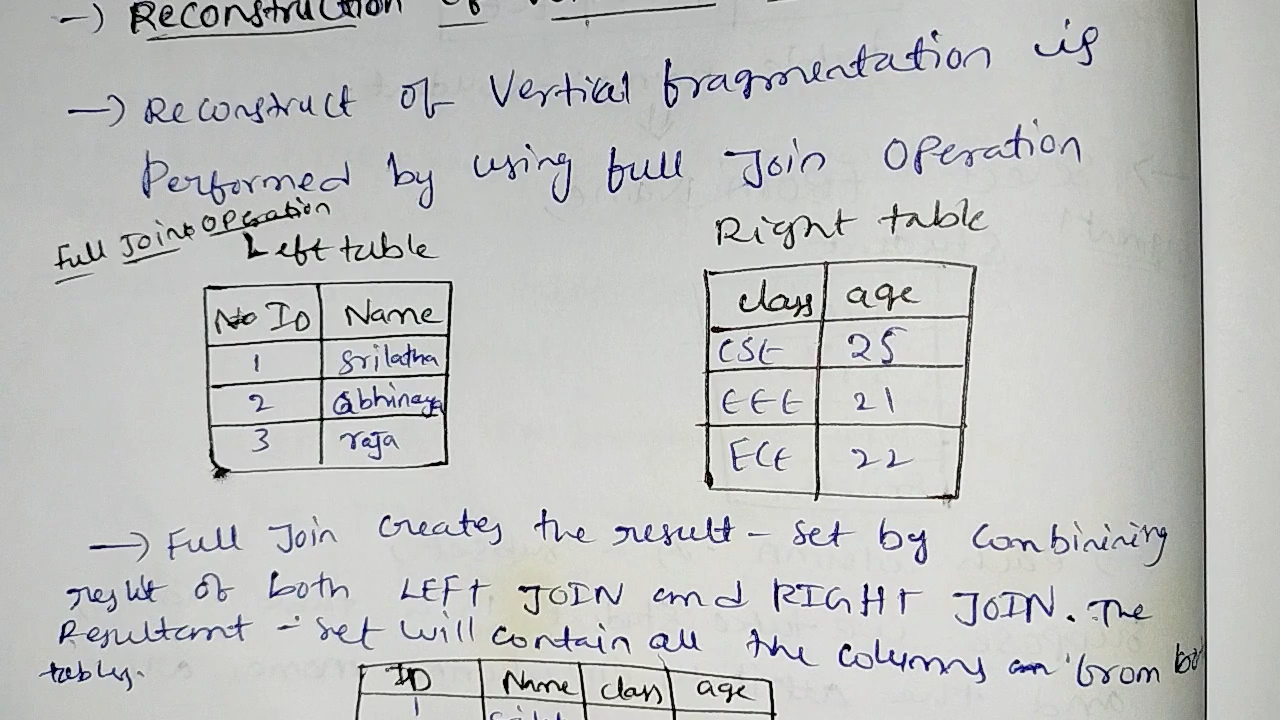 -> Reconstruction of
-> Reconstruct of Vertical fragmentation is
Performed by using full Join Operation
Full Joint OPeration
Left table
Right table
No ID Name
1 Srilatha
2 abhinaya
3 raja
class age
CSE 25
EEE 21
ECE 22
-> Full Join creates the result - set by Combinining
result of both LEFT JOIN and RIGHT JOIN. The
Resultant - set will contain all the columns from
tables.
ID Name class age
1